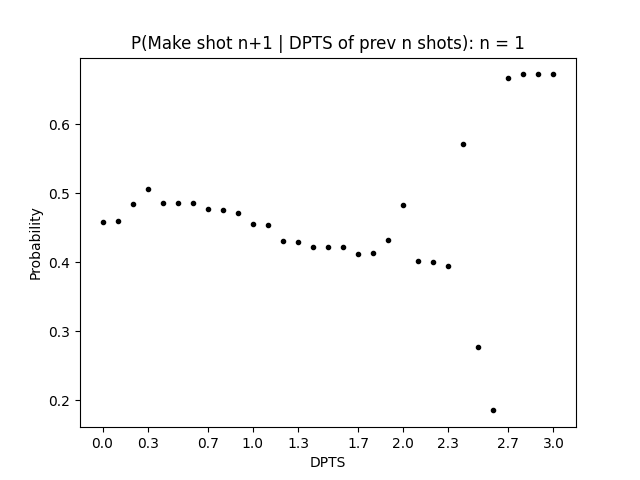 P(Make shot n+1 | DPTS of prev n shots): n = 1
Probability
0.6
0.5
0.4
0.3
0.2
0.0 0.3 0.7 1.0 1.3 1.7 2.0 2.3 2.7 3.0
DPTS